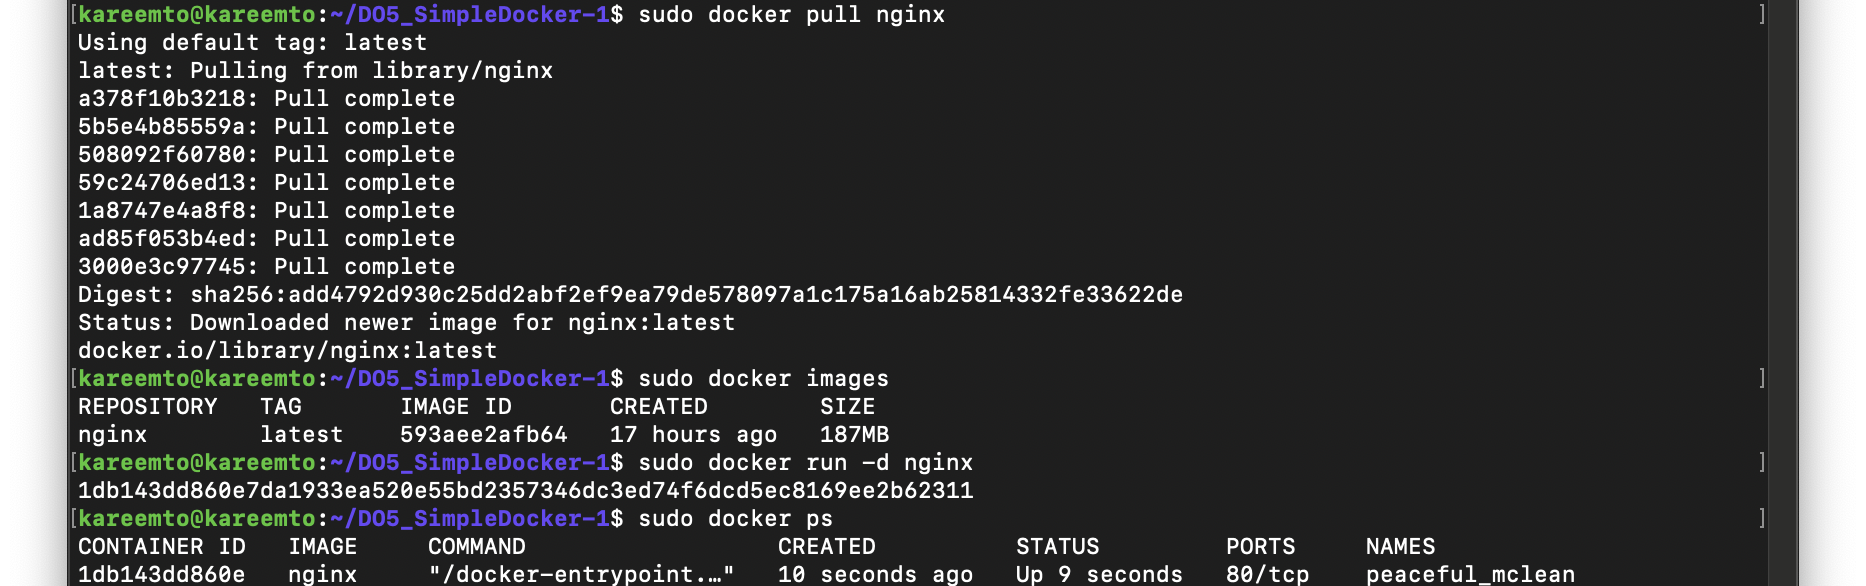 [kareemto@kareemto:~/DO5_SimpleDocker-1$ sudo docker pull nginx ]
Using default tag: latest
latest: Pulling from library/nginx
a378f10b3218: Pull complete
5b5e4b85559a: Pull complete
508092f60780: Pull complete
59c24706ed13: Pull complete
1a8747e4a8f8: Pull complete
ad85f053b4ed: Pull complete
3000e3c97745: Pull complete
Digest: sha256:add4792d930c25dd2abf2ef9ea79de578097a1c175a16ab25814332fe33622de
Status: Downloaded newer image for nginx:latest
docker.io/library/nginx:latest
[kareemto@kareemto:~/DO5_SimpleDocker-1$ sudo docker images ]
REPOSITORY   TAG       IMAGE ID       CREATED        SIZE
nginx        latest    593aee2afb64   17 hours ago   187MB
[kareemto@kareemto:~/DO5_SimpleDocker-1$ sudo docker run -d nginx ]
1db143dd860e7da1933ea520e55bd2357346dc3ed74f6dcd5ec8169ee2b62311
[kareemto@kareemto:~/DO5_SimpleDocker-1$ sudo docker ps ]
CONTAINER ID   IMAGE     COMMAND                  CREATED          STATUS         PORTS     NAMES
1db143dd860e   nginx     "/docker-entrypoint.…"   10 seconds ago   Up 9 seconds   80/tcp    peaceful_mclean